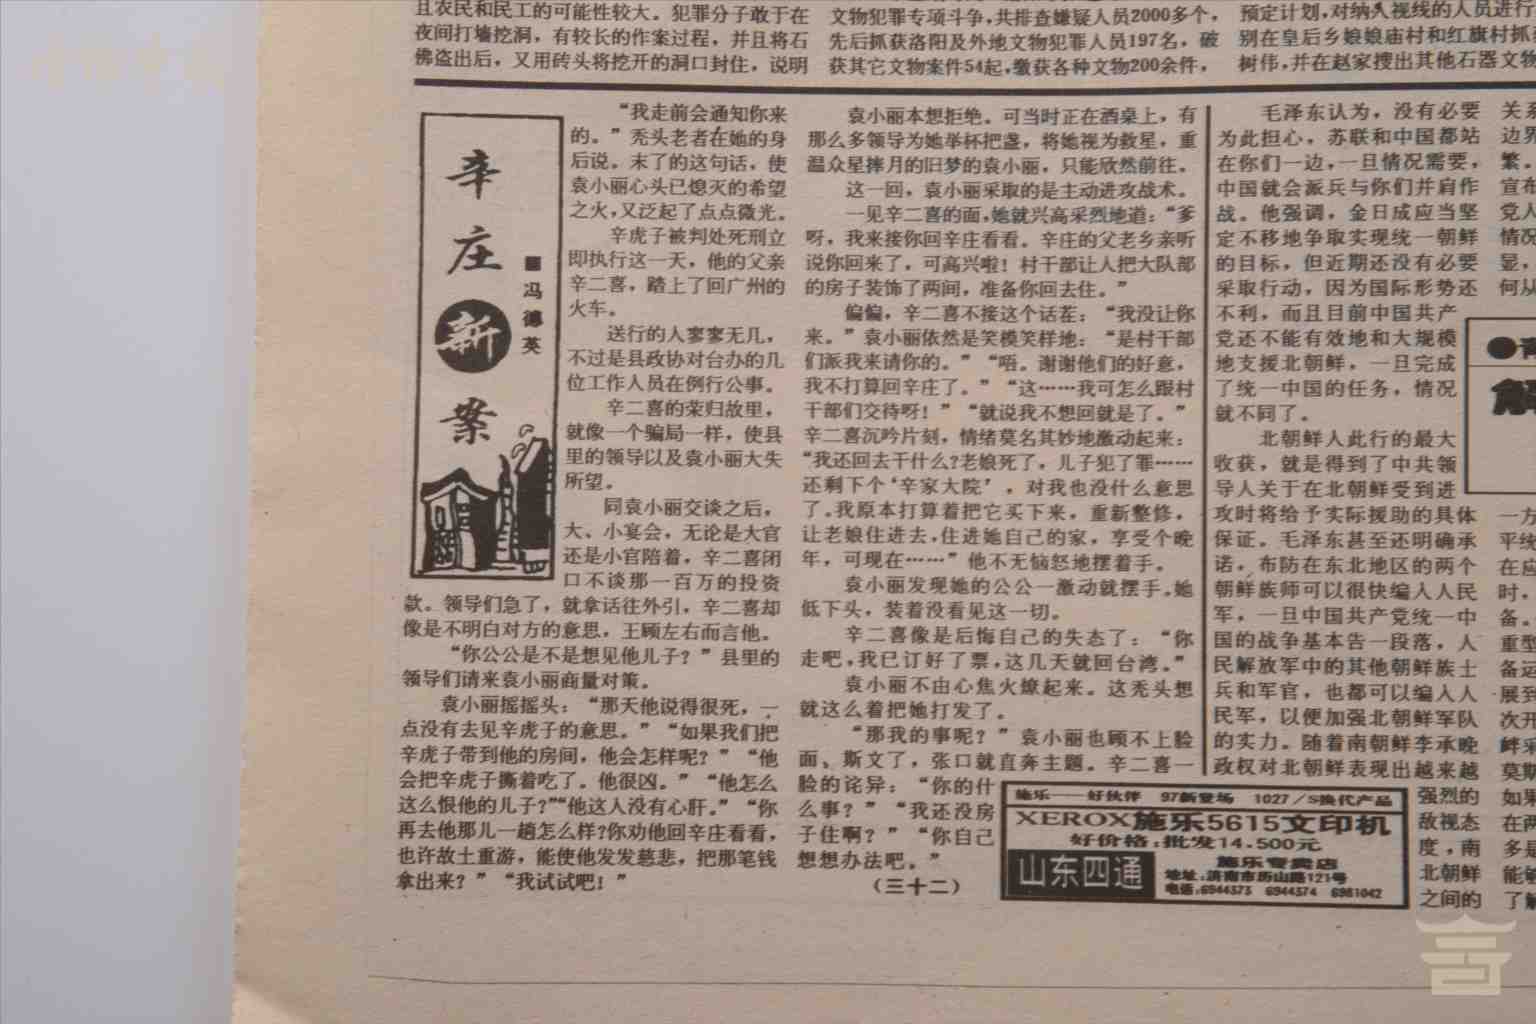 且农民和民工的可能性较大。犯罪分子敢于在
夜间打墙挖洞，有较长的作案过程，并且将石
佛盗出后，又用砖头将挖开的洞口封住，说明
文物犯罪专项斗争，共排查嫌疑人员2000多个，
先后抓获洛阳及外地文物犯罪人员197名，破
获其它文物案件54起，缴获各种文物200余件，
预定计划，对纳入视线的人员进行
别在皇后乡娘娘庙村和红旗村抓
树伟，并在赵家搜出其他石器文物
辛庄新案
■冯德英
“我走前会通知你来
的。”秃头老者在她的身
后说。末了的这句话，使
袁小丽心头已熄灭的希望
之火，又泛起了点点微光。
辛虎子被判处死刑立
即执行这一天，他的父亲
辛二喜，踏上了回广州的
火车。
送行的人寥寥无几，
不过是县政协对台办的几
位工作人员在例行公事。
辛二喜的荣归故里，
就像一个骗局一样，使县
里的领导以及袁小丽大失
所望。
同袁小丽交谈之后，
大、小宴会，无论是大官
还是小官陪着，辛二喜闭
口不谈那一百万的投资
款。领导们急了，就拿话往外引，辛二喜却
像是不明白对方的意思，王顾左右而言他。
“你公公是不是想见他儿子？”县里的
领导们请来袁小丽商量对策。
袁小丽摇摇头：“那天他说得很死，一
点没有去见辛虎子的意思。”“如果我们把
辛虎子带到他的房间，他会怎样呢？”“他
会把辛虎子撕着吃了。他很凶。”“他怎么
这么恨他的儿子？”“他这人没有心肝。”“你
再去他那儿一趟怎么样？你劝他回辛庄看看，
也许故土重游，能使他发发慈悲，把那笔钱
拿出来？”“我试试吧！”
袁小丽本想拒绝。可当时正在酒桌上，有
那么多领导为她举杯把盏，将她视为救星，重
温众星捧月的旧梦的袁小丽，只能欣然前往。
这一回，袁小丽采取的是主动进攻战术。
一见辛二喜的面，她就兴高采烈地道：“爹
呀，我来接你回辛庄看看。辛庄的父老乡亲听
说你回来了，可高兴啦！村干部让人把大队部
的房子装饰了两间，准备你回去住。”
偏偏，辛二喜不接这个话茬：“我没让你
来。”袁小丽依然是笑模笑样地：“是村干部
们派我来请你的。”“唔。谢谢他们的好意，
我不打算回辛庄了。”“这……我可怎么跟村
干部们交待呀！”“就说我不想回就是了。”
辛二喜沉吟片刻，情绪莫名其妙地激动起来：
“我还回去干什么？老娘死了，儿子犯了罪……
还剩下个‘辛家大院’，对我也没什么意思
了。我原本打算着把它买下来，重新整修，
让老娘住进去，住进她自己的家，享受个晚
年，可现在……”他不无恼怒地摆着手。
袁小丽发现她的公公一激动就摆手。她
低下头，装着没看见这一切。
辛二喜像是后悔自己的失态了：“你
走吧，我已订好了票，这几天就回台湾。”
袁小丽不由心焦火燎起来。这秃头想
就这么着把她打发了。
“那我的事呢？”袁小丽也顾不上脸
面、斯文了，张口就直奔主题。辛二喜一
脸的诧异：“你的什
么事？”“我还没房
子住啊？”“你自己
想想办法吧。”
（三十二）
毛泽东认为，没有必要
为此担心，苏联和中国都站
在你们一边，一旦情况需要，
中国就会派兵与你们并肩作
战。他强调，金日成应当坚
定不移地争取实现统一朝鲜
的目标，但近期还没有必要
采取行动，因为国际形势还
不利，而且目前中国共产
党还不能有效地和大规模
地支援北朝鲜，一旦完成
了统一中国的任务，情况
就不同了。
北朝鲜人此行的最大
收获，就是得到了中共领
导人关于在北朝鲜受到进
攻时将给予实际援助的具体
保证。毛泽东甚至还明确承
诺，布防在东北地区的两个
朝鲜族师可以很快编入人民
军，一旦中国共产党统一中
国的战争基本告一段落，人
民解放军中的其他朝鲜族士
兵和军官，也都可以编入人
民军，以便加强北朝鲜军队
的实力。随着南朝鲜李承晚
政权对北朝鲜表现出越来越
强烈的
敌视态
度，南
北朝鲜
之间的
施乐——好伙伴 97新登场 1027/S换代产品
XEROX施乐5615文印机
好价格：批发14.500元
山东四通
施乐专卖店
地址：济南市历山路121号
电话：6944373 6944374 6981042
关系
边界
繁。
宣布
党人
情况
显，
何从
一方
平统
在应
时，
备。
重型
备运
展到
次开
衅采
莫斯
如果
在两
多是
能够
了解